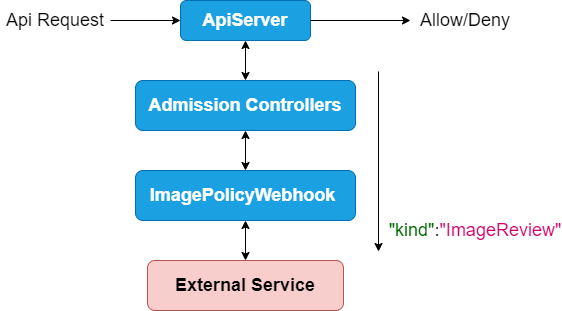 Api Request
ApiServer
Allow/Deny
Admission Controllers
ImagePolicyWebhook
"kind":"ImageReview"
External Service